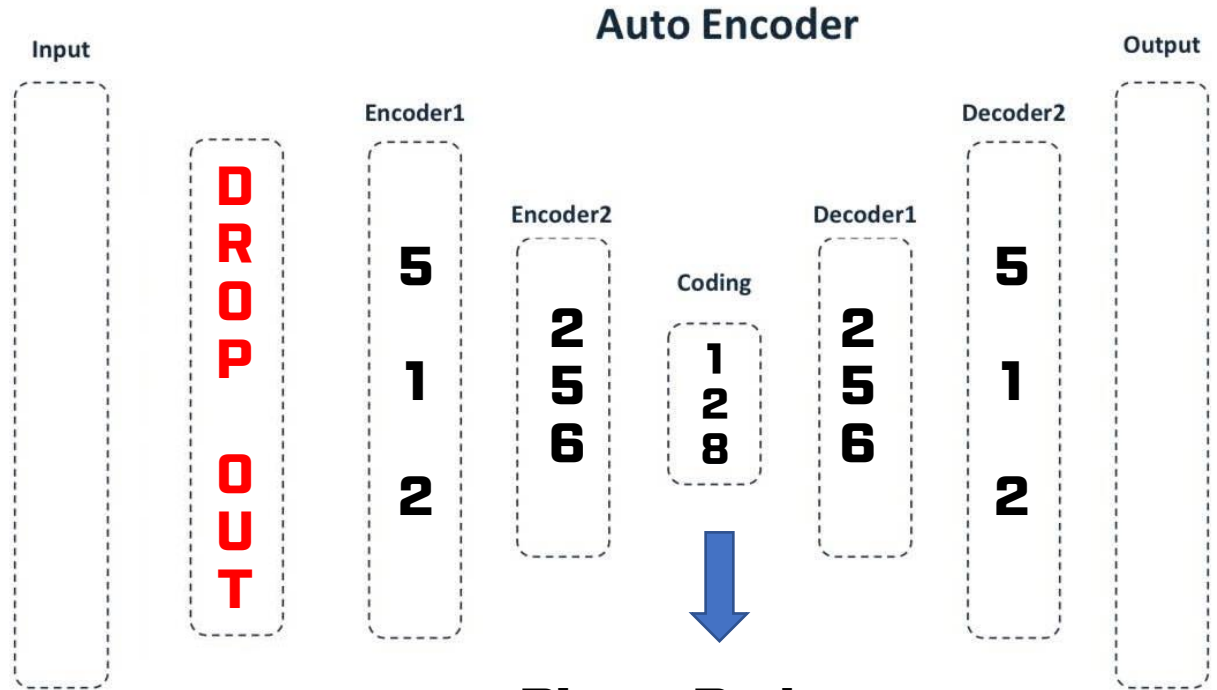 Auto Encoder
Input
Output
Encoder1
Decoder2
Encoder2
Decoder1
Coding
DROP OUT
512
256
128
256
512